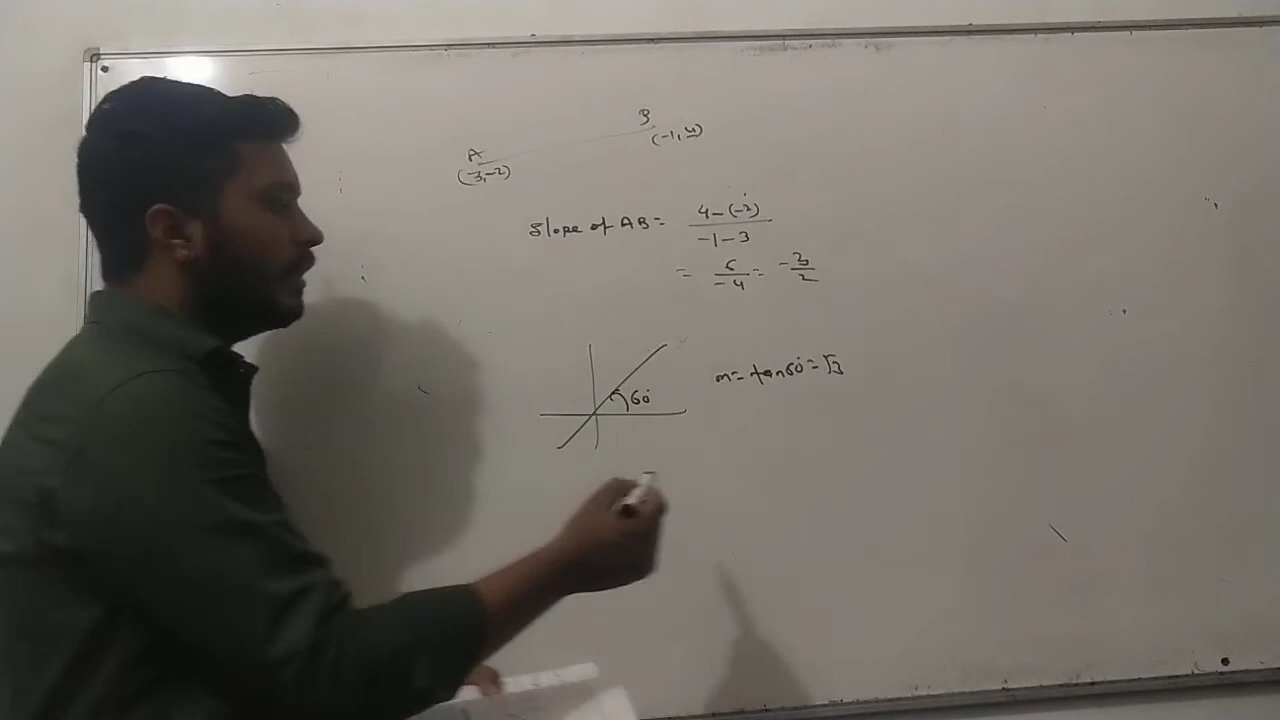 B
(-1, 4)
A
(3, -2)
Slope of AB = 4-(-2) / -1-3
= 6/-4 = -3/2
60°
m = tan60° = √3